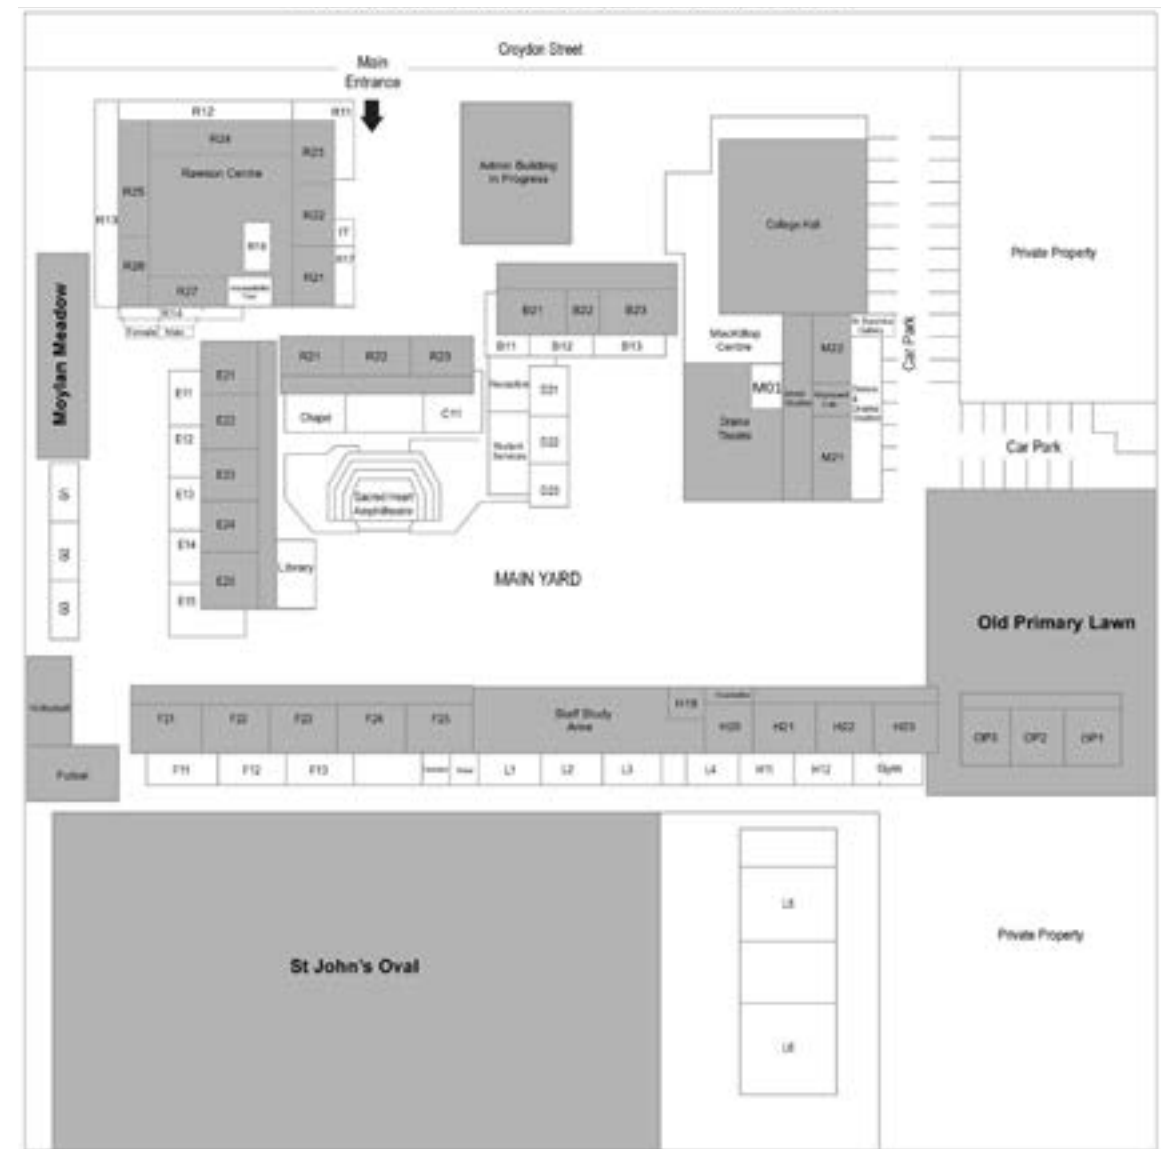 Croydon Street
Main
Entrance
R12
R11
R24
R23
Rawson Centre
R25
R13
R22
IT
R16
R17
R26
R21
R27
R14
Female
Male
Admin Building
In Progress
College Hall
Private Property
Car Park
Moylan Meadow
B21
B22
B23
B11
B12
B13
R21
R22
R23
Chapel
C11
Reception
Student
Services
D21
D22
D23
MacKillop
Centre
M22
M01
Drama
Theatre
M21
Car Park
E21
E22
E23
E24
E25
E11
E12
E13
E14
E15
Library
Sacred Heart
Amphitheatre
MAIN YARD
Old Primary Lawn
OP3
OP2
OP1
Volleyball
Futsal
F21
F22
F23
F24
F25
Staff Study
Area
H19
H20
H21
H22
H23
F11
F12
F13
L1
L2
L3
L4
H11
H12
Gym
St John's Oval
Private Property